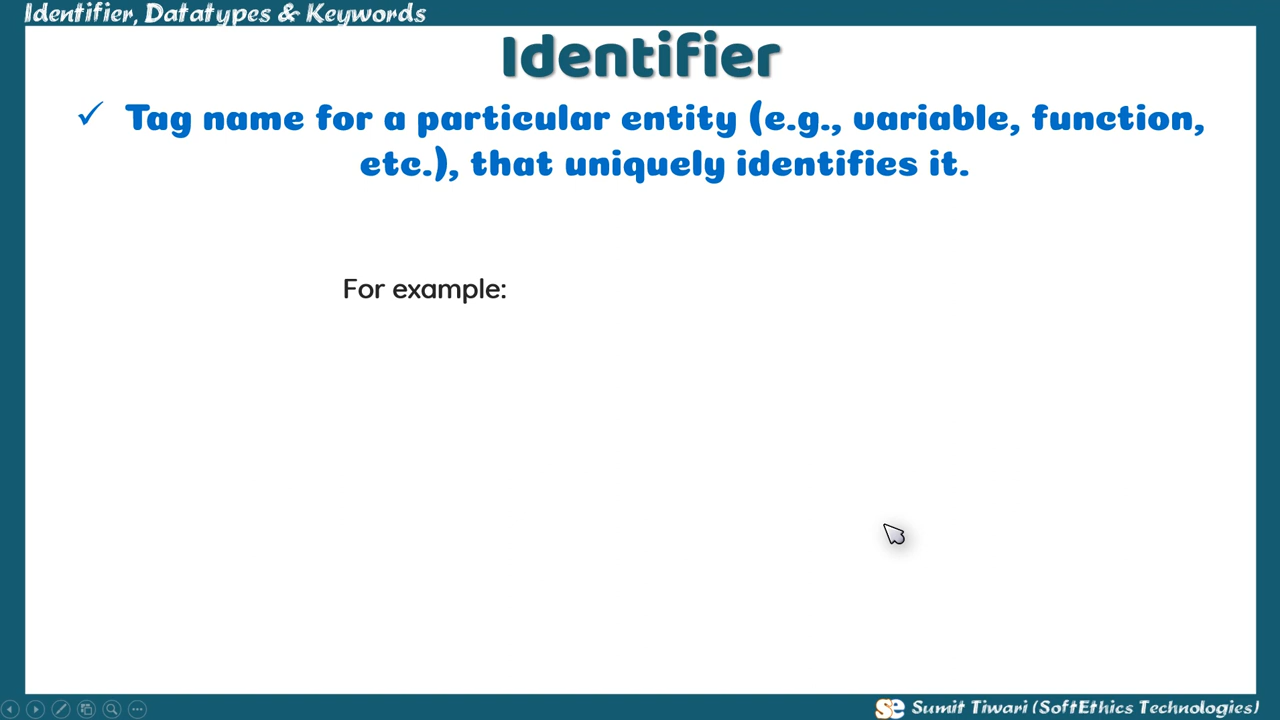 Identifier, Datatypes & Keywords
Identifier
✓ Tag name for a particular entity (e.g., variable, function,
etc.), that uniquely identifies it.
For example:
se Sumit Tiwari (SoftEthics Technologies)